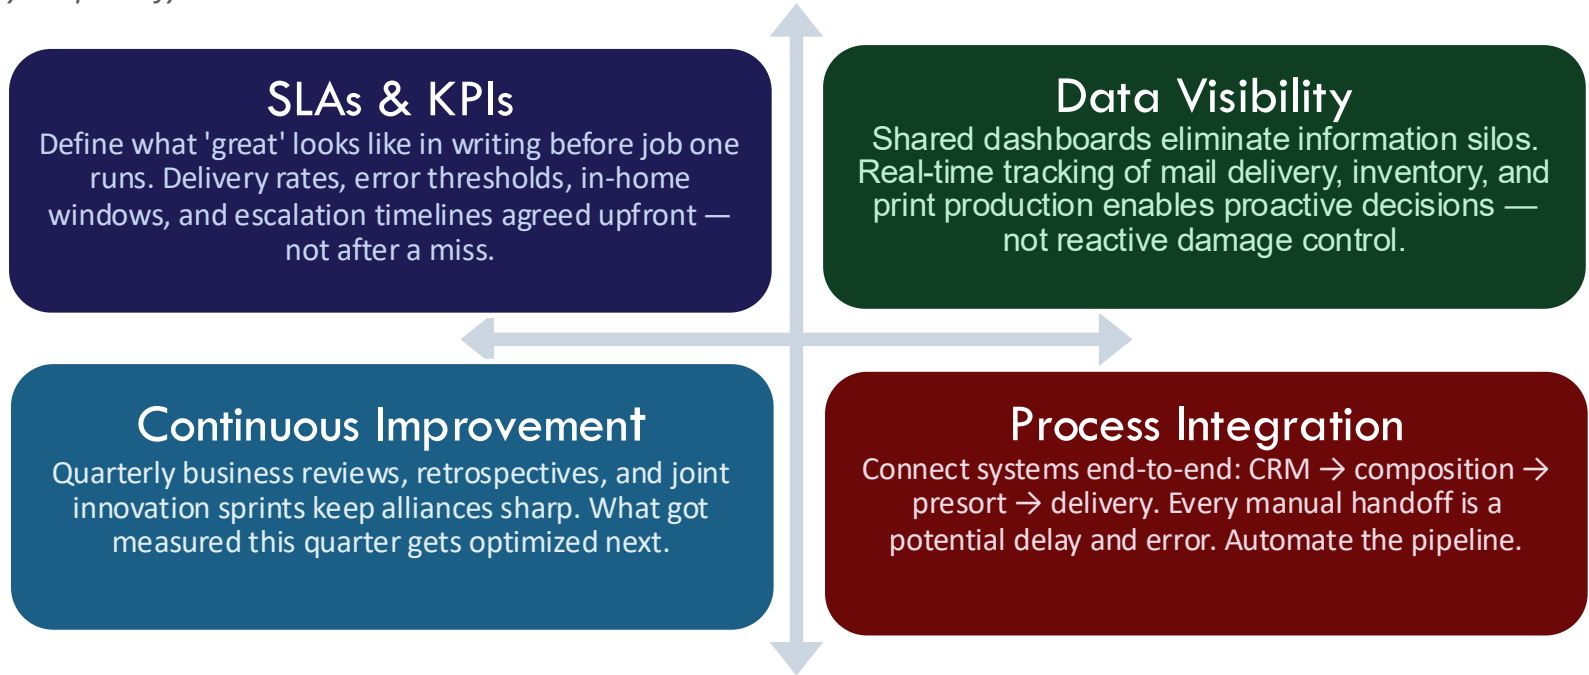 SLAs & KPIs
Define what 'great' looks like in writing before job one
runs. Delivery rates, error thresholds, in-home
windows, and escalation timelines agreed upfront —
not after a miss.
Data Visibility
Shared dashboards eliminate information silos.
Real-time tracking of mail delivery, inventory, and
print production enables proactive decisions —
not reactive damage control.
Continuous Improvement
Quarterly business reviews, retrospectives, and joint
innovation sprints keep alliances sharp. What got
measured this quarter gets optimized next.
Process Integration
Connect systems end-to-end: CRM → composition →
presort → delivery. Every manual handoff is a
potential delay and error. Automate the pipeline.